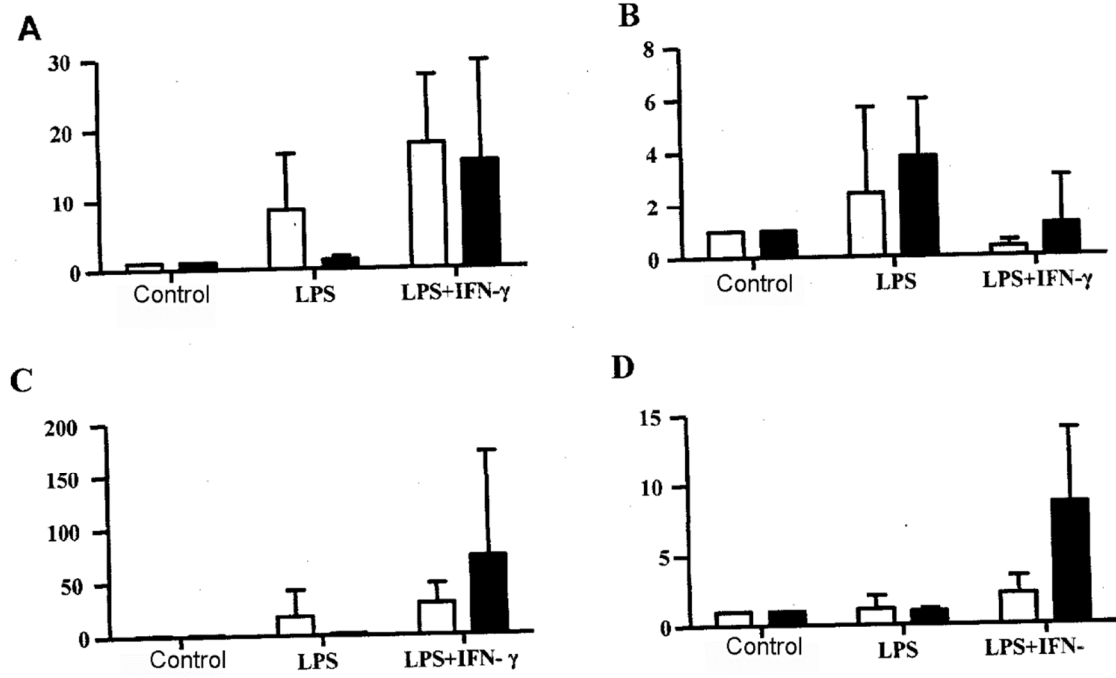 A
30
20
10
0
Control LPS LPS+IFN-γ
B
8
6
4
2
0
Control LPS LPS+IFN-γ
C
200
150
100
50
0
Control LPS LPS+IFN- γ
D
15
10
5
0
Control LPS LPS+IFN-